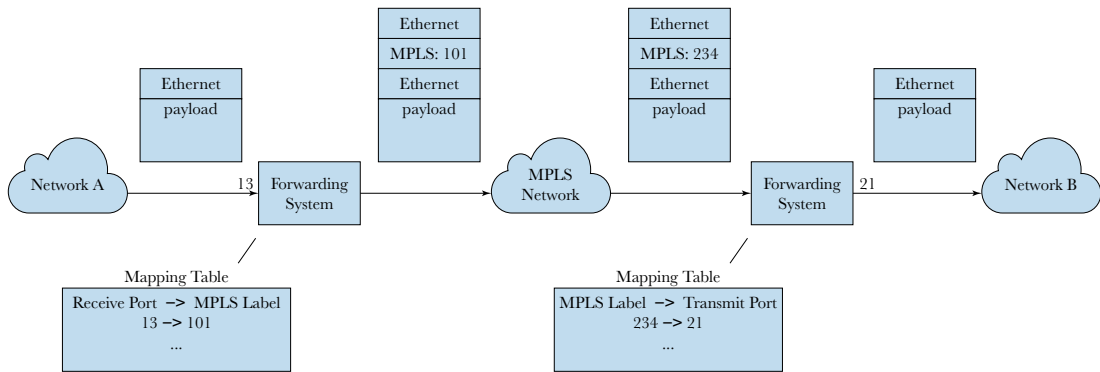 Ethernet
MPLS: 101
Ethernet
payload
Ethernet
MPLS: 234
Ethernet
payload
Ethernet
payload
Ethernet
payload
Network A
13
Forwarding
System
MPLS
Network
Forwarding
System
21
Network B
Mapping Table
Receive Port –> MPLS Label
13 –> 101
...
Mapping Table
MPLS Label –> Transmit Port
234 –> 21
...